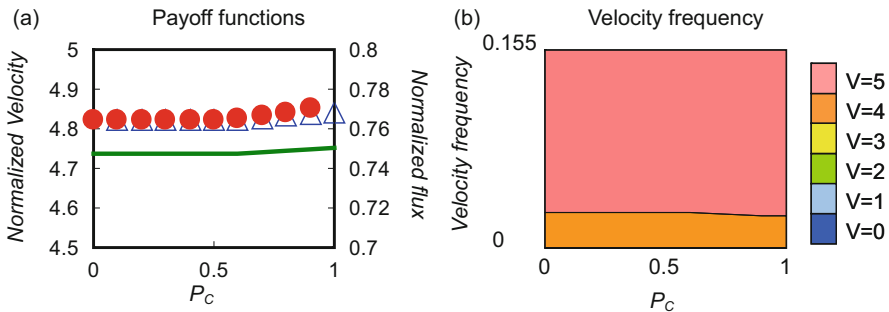 (a) Payoff functions
5
4.9
4.8
4.7
4.6
4.5
Normalized Velocity
0.8
0.78
0.76
0.74
0.72
0.7
Normalized flux
0 0.5 1
PC
(b) Velocity frequency
0.155
0
Velocity frequency
0 0.5 1
PC
V=5
V=4
V=3
V=2
V=1
V=0